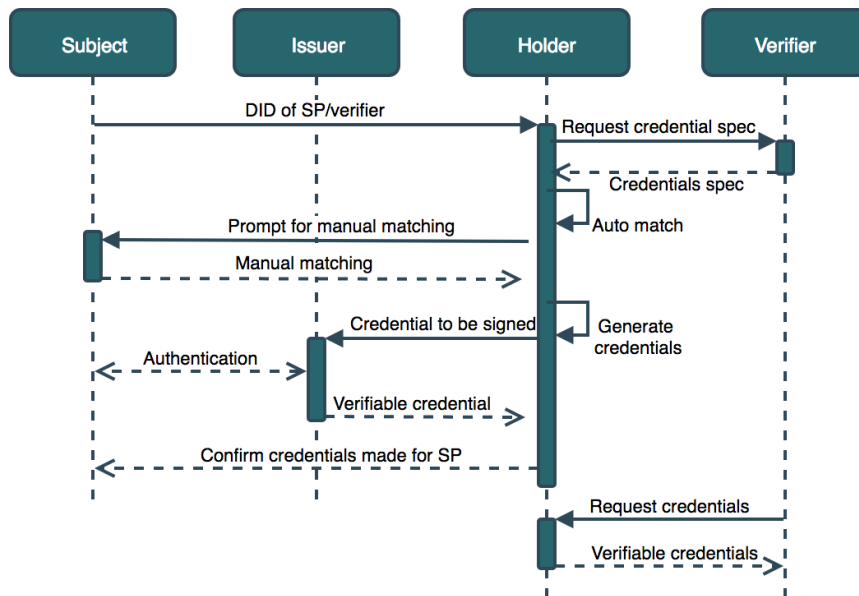 Subject
Issuer
Holder
Verifier
DID of SP/verifier
Request credential spec
Credentials spec
Auto match
Prompt for manual matching
Manual matching
Generate
credentials
Credential to be signed
Authentication
Verifiable credential
Confirm credentials made for SP
Request credentials
Verifiable credentials